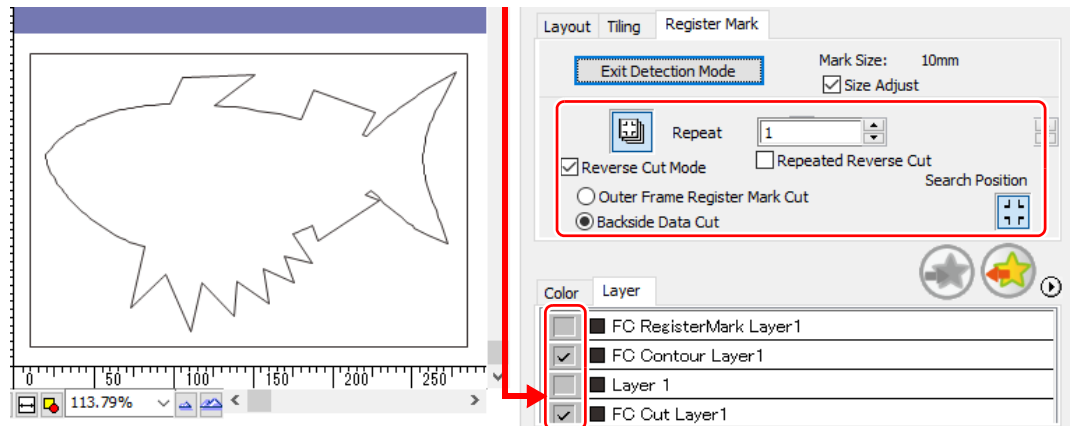 Layout Tiling Register Mark
Exit Detection Mode
Mark Size: 10mm
Size Adjust
Repeat 1
Reverse Cut Mode
Repeated Reverse Cut
Search Position
Outer Frame Register Mark Cut
Backside Data Cut
Color Layer
FC RegisterMark Layer1
FC Contour Layer1
Layer 1
FC Cut Layer1
0 50 100 150 200 250
113.79%